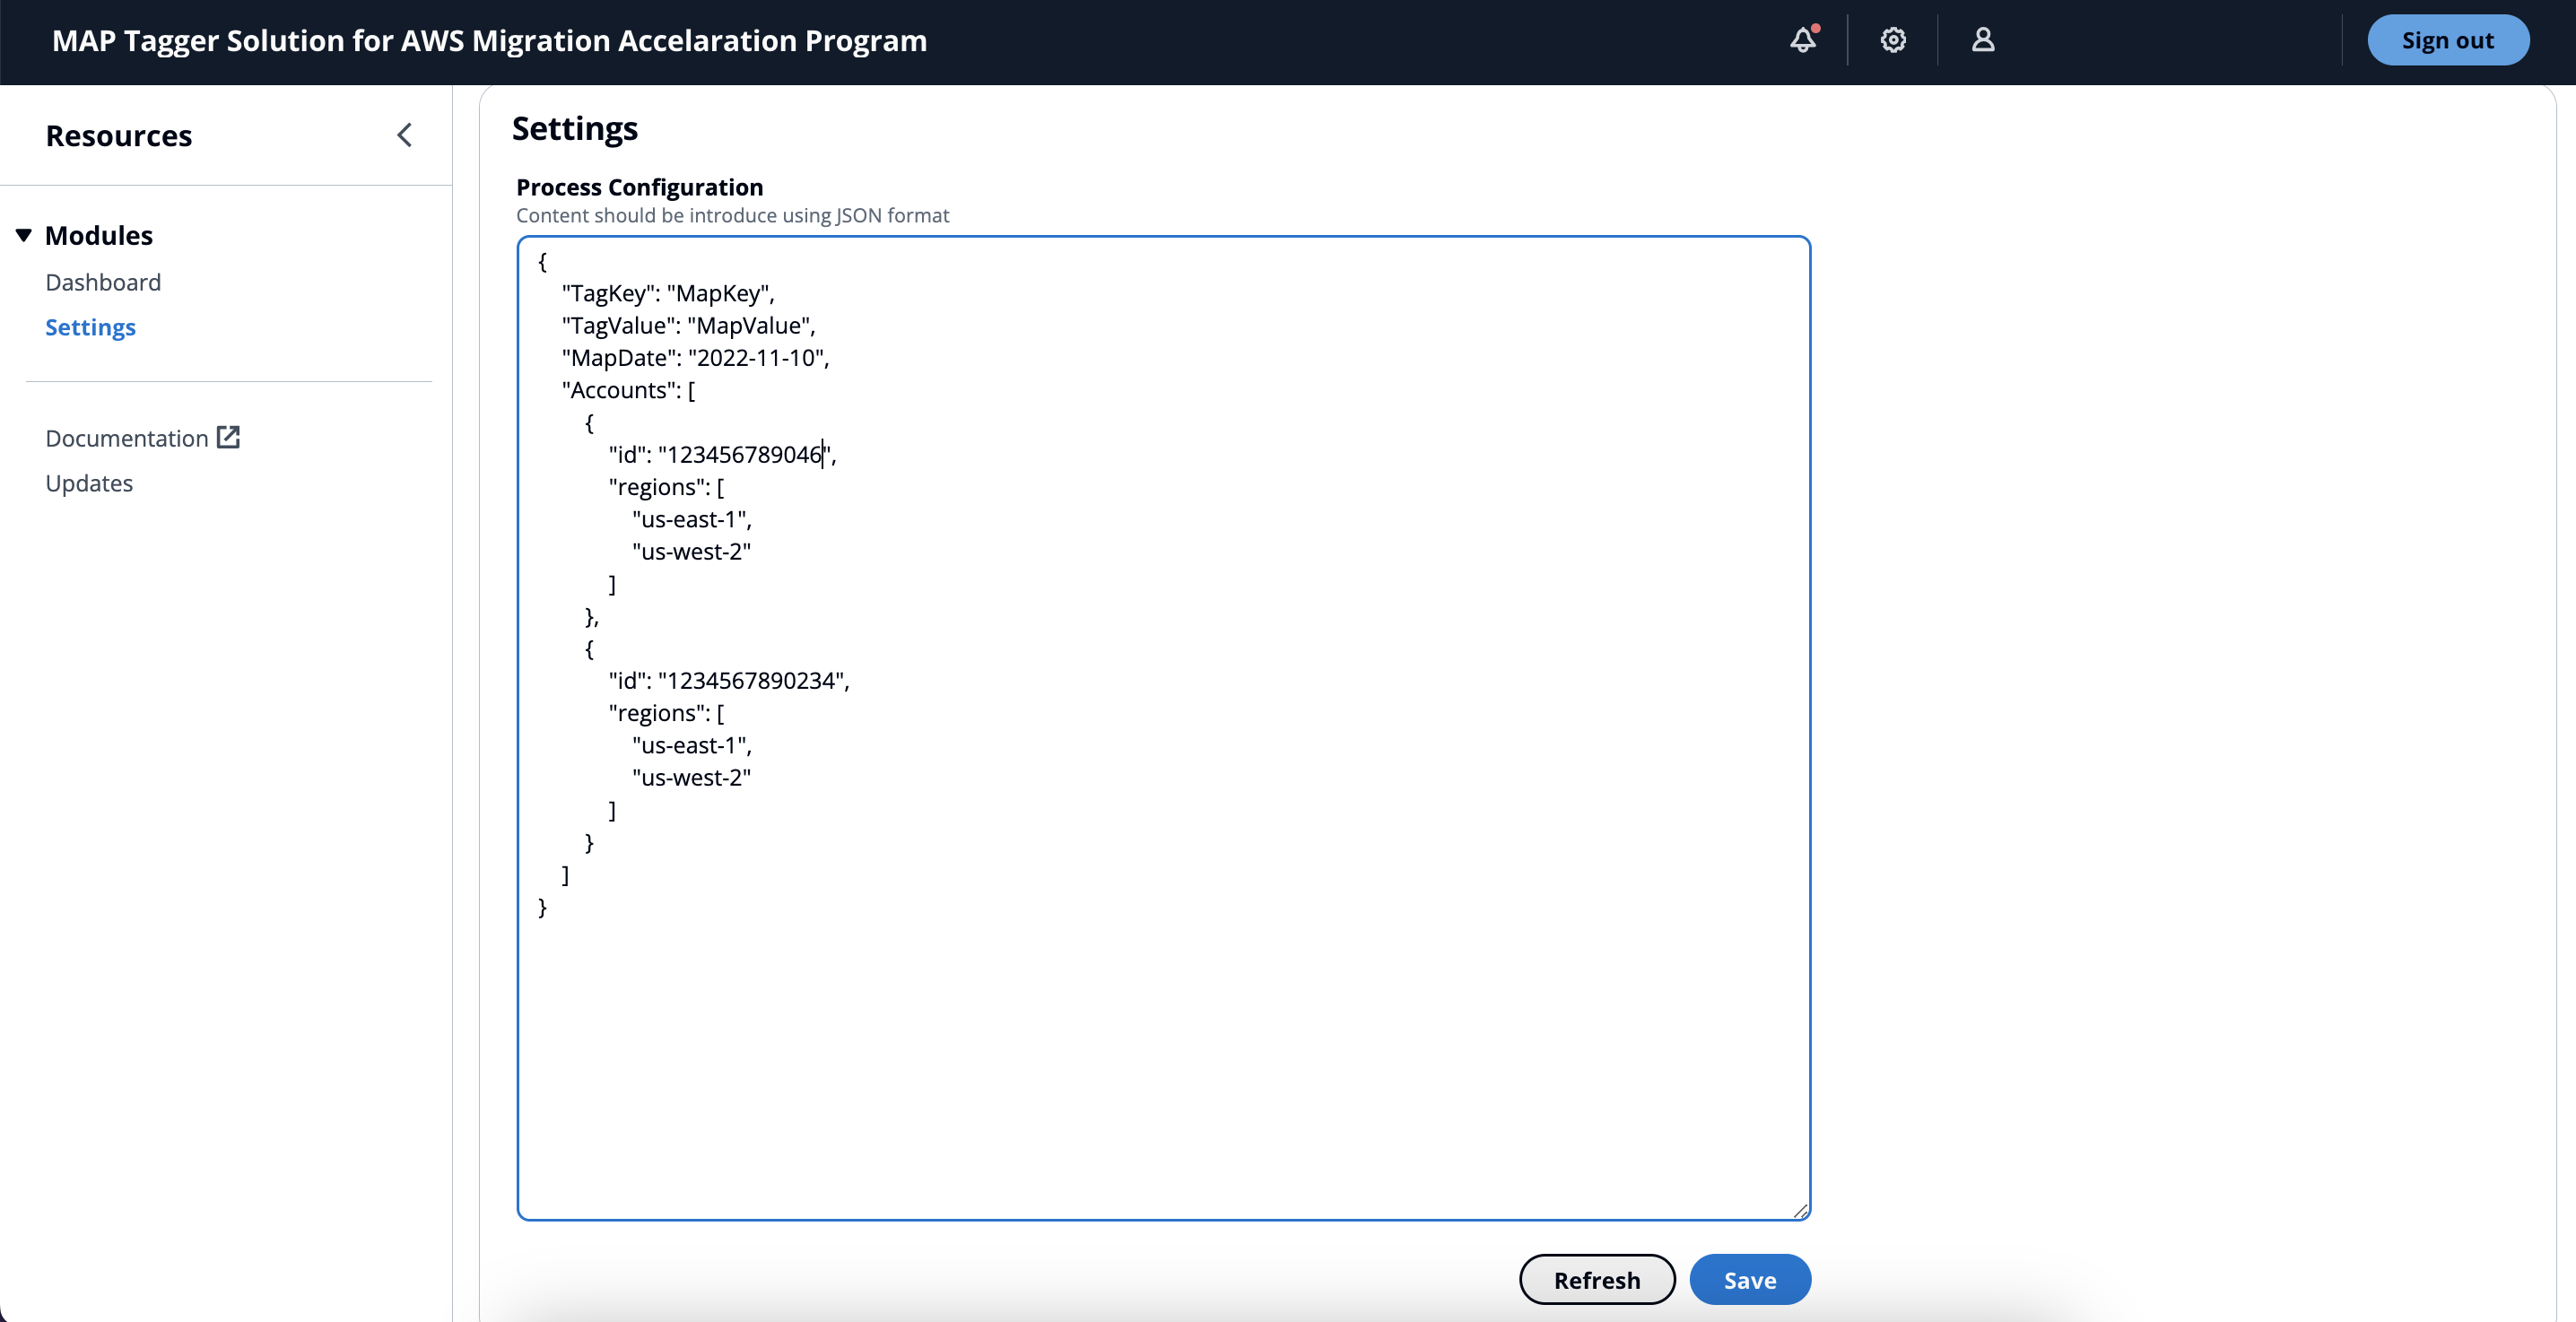 MAP Tagger Solution for AWS Migration Accelaration Program
Sign out
Resources
Modules
Dashboard
Settings
Documentation
Updates
Settings
Process Configuration
Content should be introduce using JSON format
{
"TagKey": "MapKey",
"TagValue": "MapValue",
"MapDate": "2022-11-10",
"Accounts": [
{
"id": "123456789046",
"regions": [
"us-east-1",
"us-west-2"
]
},
{
"id": "1234567890234",
"regions": [
"us-east-1",
"us-west-2"
]
}
]
}
Refresh
Save